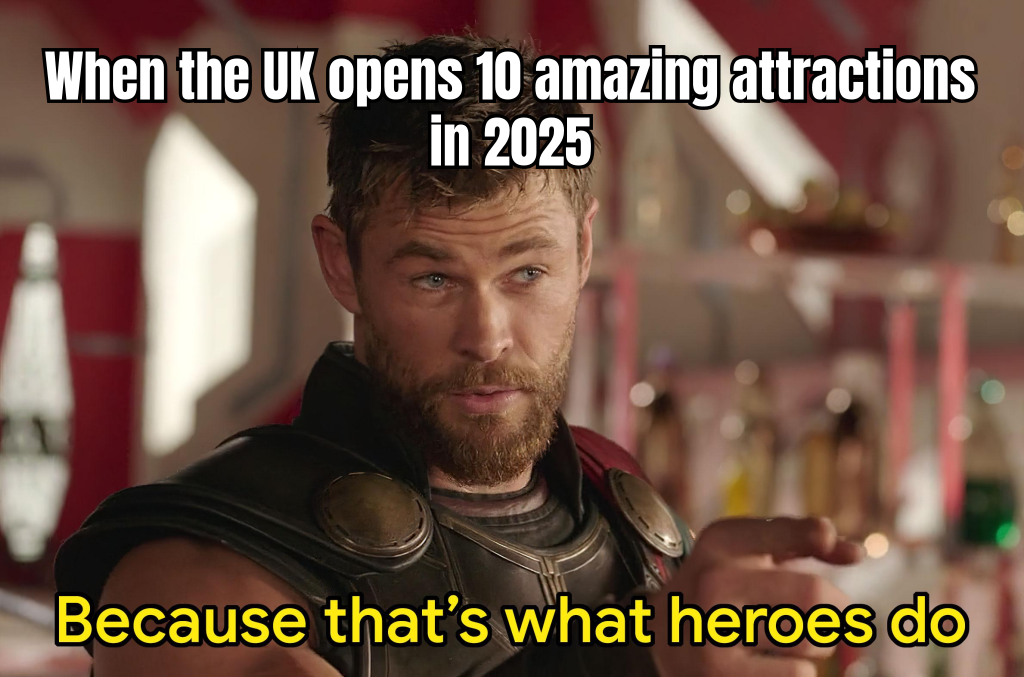 When the UK opens 10 amazing attractions
in 2025
Because that’s what heroes do